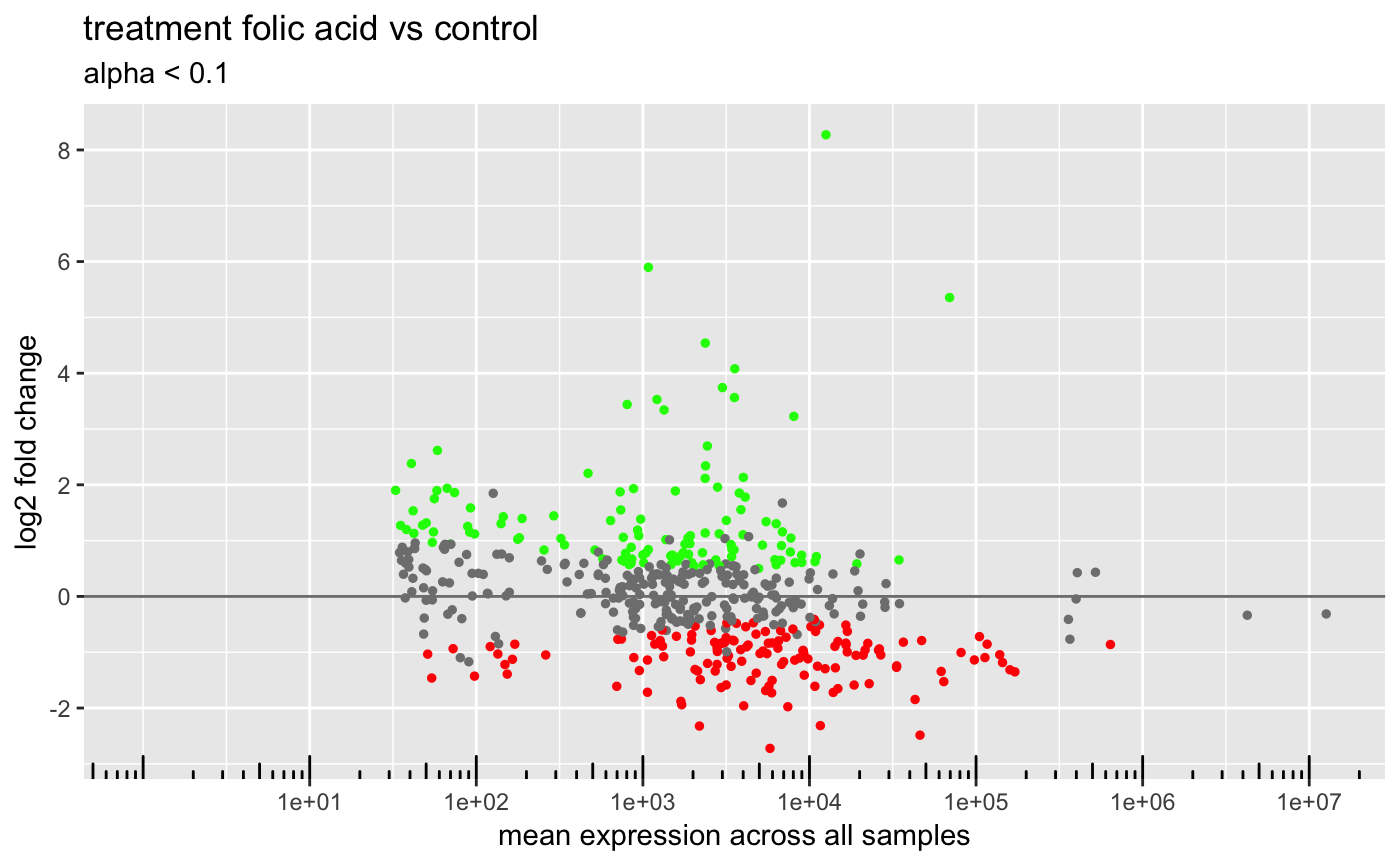 treatment folic acid vs control
alpha < 0.1
log2 fold change
8
6
4
2
0
-2
1e+01 1e+02 1e+03 1e+04 1e+05 1e+06 1e+07
mean expression across all samples